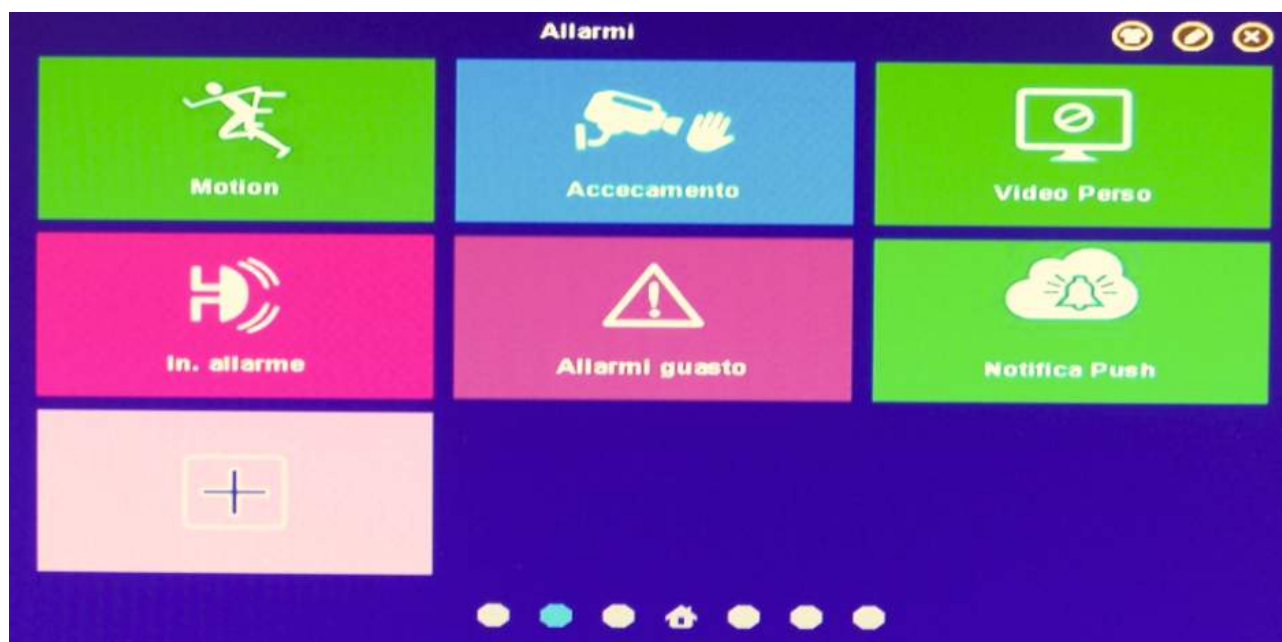 Allarmi
Motion
Accecamento
Video Perso
In. allarme
Allarmi guasto
Notifica Push